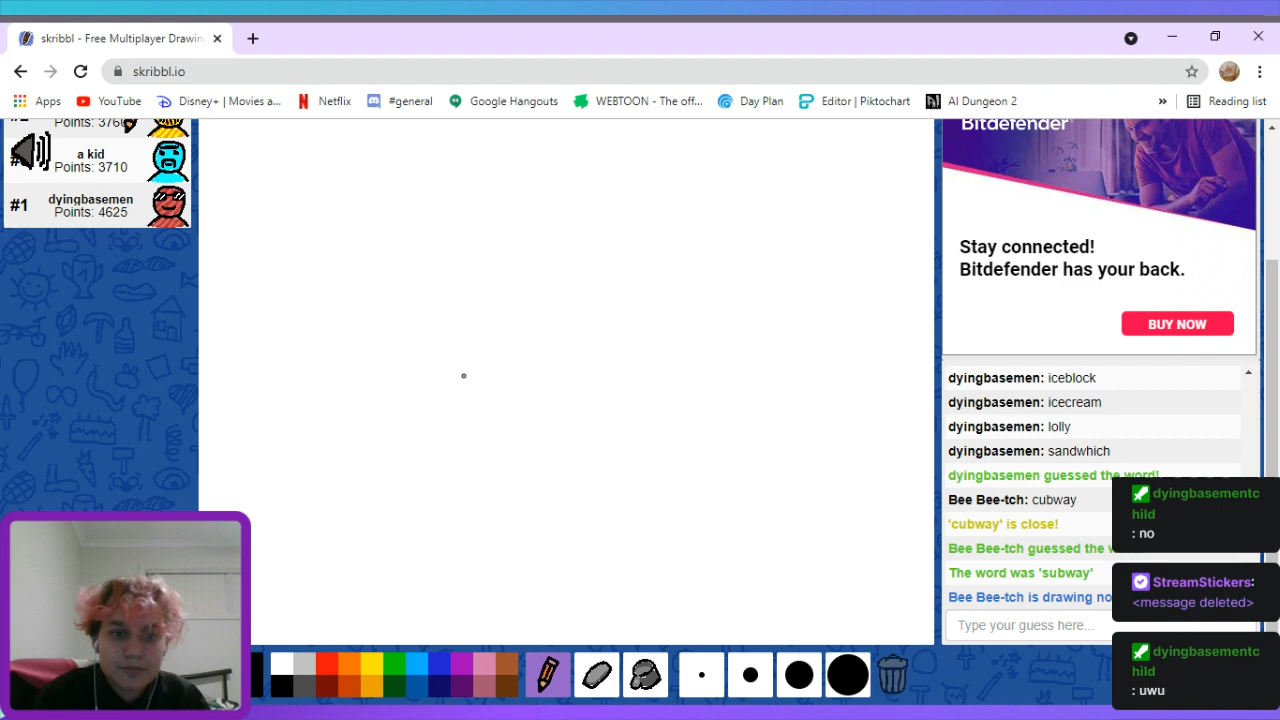 skribbl - Free Multiplayer Drawin
skribbl.io
Apps
YouTube
Disney+ | Movies a...
Netflix
#general
Google Hangouts
WEBTOON - The off...
Day Plan
Editor | Piktochart
AI Dungeon 2
»
Reading list
Points: 3760
a kid
Points: 3710
#1
dyingbasemen
Points: 4625
Bitdefender
Stay connected!
Bitdefender has your back.
BUY NOW
dyingbasemen: iceblock
dyingbasemen: icecream
dyingbasemen: lolly
dyingbasemen: sandwhich
dyingbasemen guessed the word!
Bee Bee-tch: cubway
'cubway' is close!
Bee Bee-tch guessed the w
The word was 'subway'
Bee Bee-tch is drawing no
Type your guess here...
dyingbasementc
hild
: no
StreamStickers:
<message deleted>
dyingbasementc
hild
: uwu